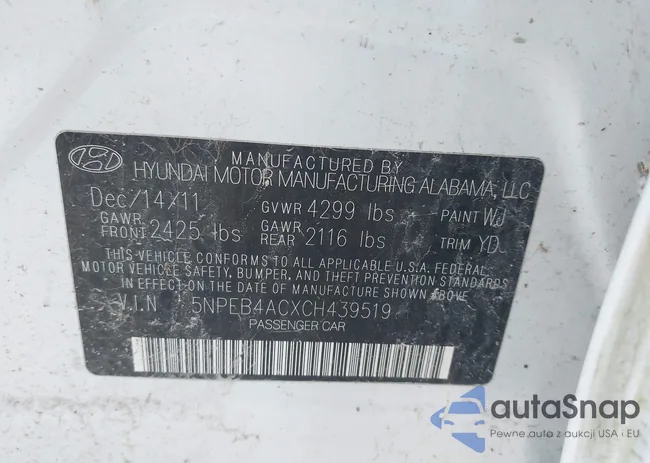 MANUFACTURED BY
HYUNDAI MOTOR MANUFACTURING ALABAMA, LLC
Dec/14/11 GVWR 4299 lbs PAINT WJ
GAWR FRONT 2425 lbs GAWR REAR 2116 lbs TRIM YD
THIS VEHICLE CONFORMS TO ALL APPLICABLE U.S.A. FEDERAL
MOTOR VEHICLE SAFETY, BUMPER, AND THEFT PREVENTION STANDARDS
IN EFFECT ON THE DATE OF MANUFACTURE SHOWN ABOVE.
V.I.N 5NPEB4ACXCH439519
PASSENGER CAR
autaSnap
Pewne auto z aukcji USA i EU